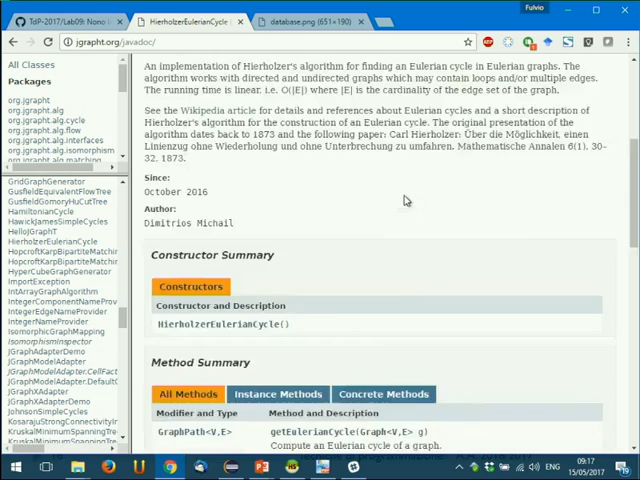 Fulvio
TdP-2017/Lab09: Nono l
HierholzerEulerianCycle (
database.png (651×190)
jgrapht.org/javadoc/
All Classes
Packages
org.jgrapht
org.jgrapht.alg
org.jgrapht.alg.cycle
org.jgrapht.alg.flow
org.jgrapht.alg.interfaces
org.jgrapht.alg.isomorphism
org.jgrapht.alg.matching
GridGraphGenerator
GusfieldEquivalentFlowTree
GusfieldGomoryHuCutTree
HamiltonianCycle
HawickJamesSimpleCycles
HelloJGraphT
HierholzerEulerianCycle
HopcroftKarpBipartiteMatchin
HopcroftKarpBipartiteMatchin
HyperCubeGraphGenerator
ImportException
IntArrayGraphAlgorithm
IntegerComponentNameProv
IntegerEdgeNameProvider
IntegerNameProvider
IsomorphicGraphMapping
IsomorphismInspector
JGraphAdapterDemo
JGraphModelAdapter
JGraphModelAdapter.CellFact
JGraphModelAdapter.Default
JGraphXAdapter
JGraphXAdapterDemo
JohnsonSimpleCycles
KosarajuStrongConnectivityIn
KruskalMinimumSpanningTre
An implementation of Hierholzer's algorithm for finding an Eulerian cycle in Eulerian graphs. The
algorithm works with directed and undirected graphs which may contain loops and/or multiple edges.
The running time is linear, i.e. O(|E|) where |E| is the cardinality of the edge set of the graph.
See the Wikipedia article for details and references about Eulerian cycles and a short description of
Hierholzer's algorithm for the construction of an Eulerian cycle. The original presentation of the
algorithm dates back to 1873 and the following paper: Carl Hierholzer: Über die Möglichkeit, einen
Linienzug ohne Wiederholung und ohne Unterbrechung zu umfahren. Mathematische Annalen 6(1), 30–
32, 1873.
Since:
October 2016
Author:
Dimitrios Michail
Constructor Summary
Constructors
Constructor and Description
HierholzerEulerianCycle()
Method Summary
All Methods
Instance Methods
Concrete Methods
Modifier and Type
Method and Description
GraphPath<V,E>
getEulerianCycle(Graph<V,E> g)
Compute an Eulerian cycle of a graph.
09:17
15/05/2017
19